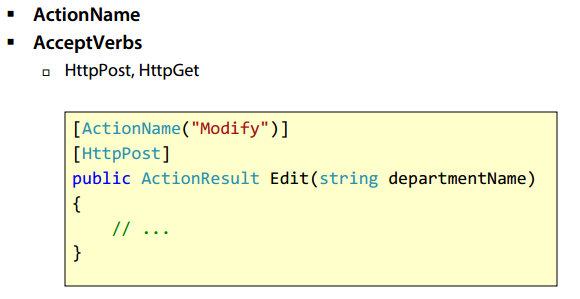 ▪ ActionName
▪ AcceptVerbs
▫ HttpPost, HttpGet
[ActionName("Modify")]
[HttpPost]
public ActionResult Edit(string departmentName)
{
    // ...
}